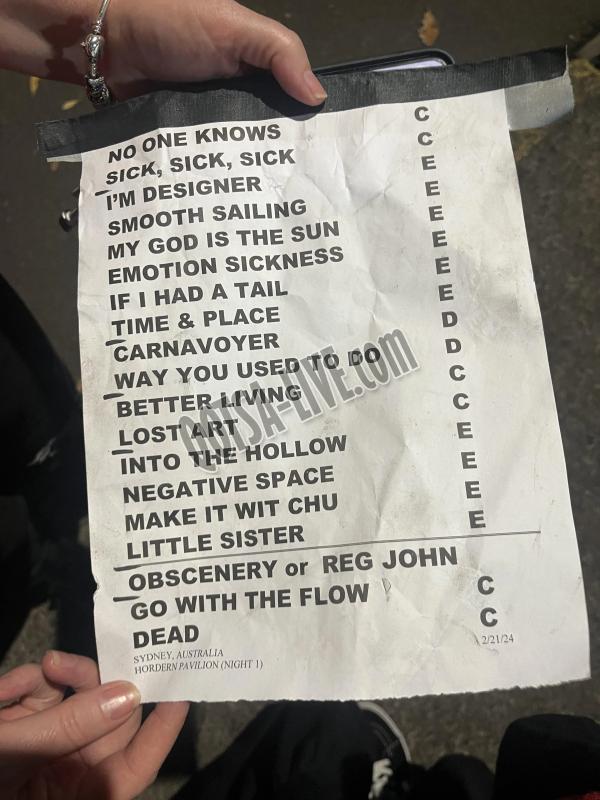 NO ONE KNOWS C
SICK, SICK, SICK C
I'M DESIGNER E
SMOOTH SAILING E
MY GOD IS THE SUN E
EMOTION SICKNESS E
IF I HAD A TAIL E
TIME & PLACE E
CARNAVOYER D
WAY YOU USED TO DO D
BETTER LIVING C
LOST ART C
INTO THE HOLLOW E
NEGATIVE SPACE E
MAKE IT WIT CHU E
LITTLE SISTER E
OBSCENERY or REG JOHN
GO WITH THE FLOW C
DEAD C
SYDNEY, AUSTRALIA 2/21/24
HORDERN PAVILION (NIGHT 1)
QOTSA-LIVE.com